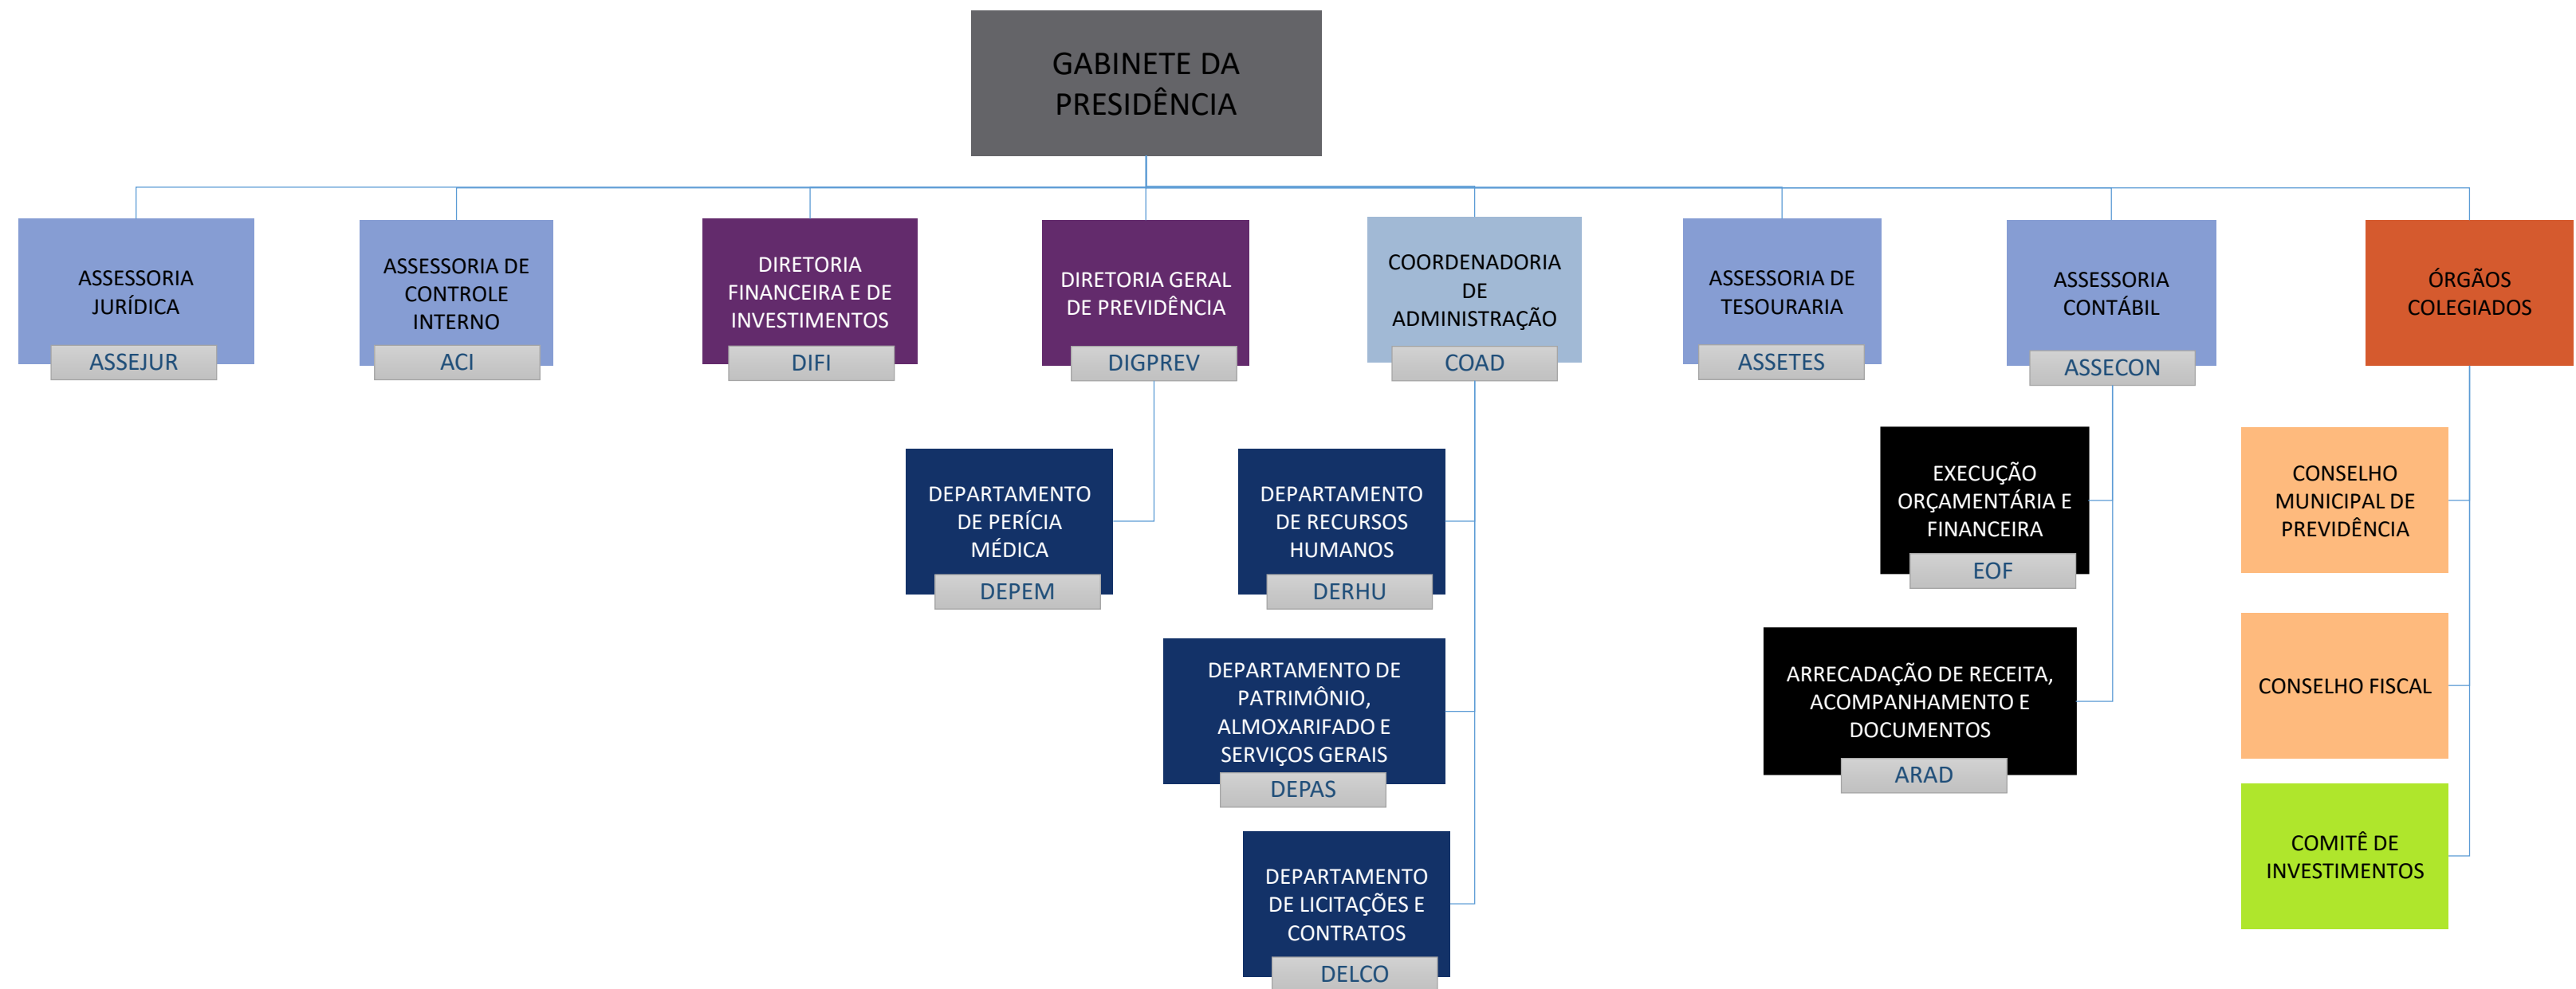 GABINETE DA
PRESIDÊNCIA
ASSESSORIA
JURÍDICA
ASSEJUR
ASSESSORIA DE
CONTROLE
INTERNO
ACI
DIRETORIA
FINANCEIRA E DE
INVESTIMENTOS
DIFI
DIRETORIA GERAL
DE PREVIDÊNCIA
DIGPREV
COORDENADORIA
DE
ADMINISTRAÇÃO
COAD
ASSESSORIA DE
TESOURARIA
ASSETES
ASSESSORIA
CONTÁBIL
ASSECON
ÓRGÃOS
COLEGIADOS
DEPARTAMENTO
DE PERÍCIA
MÉDICA
DEPEM
DEPARTAMENTO
DE RECURSOS
HUMANOS
DERHU
EXECUÇÃO
ORÇAMENTÁRIA E
FINANCEIRA
EOF
CONSELHO
MUNICIPAL DE
PREVIDÊNCIA
DEPARTAMENTO DE
PATRIMÔNIO,
ALMOXARIFADO E
SERVIÇOS GERAIS
DEPAS
ARRECADAÇÃO DE RECEITA,
ACOMPANHAMENTO E
DOCUMENTOS
ARAD
CONSELHO FISCAL
DEPARTAMENTO
DE LICITAÇÕES E
CONTRATOS
DELCO
COMITÊ DE
INVESTIMENTOS